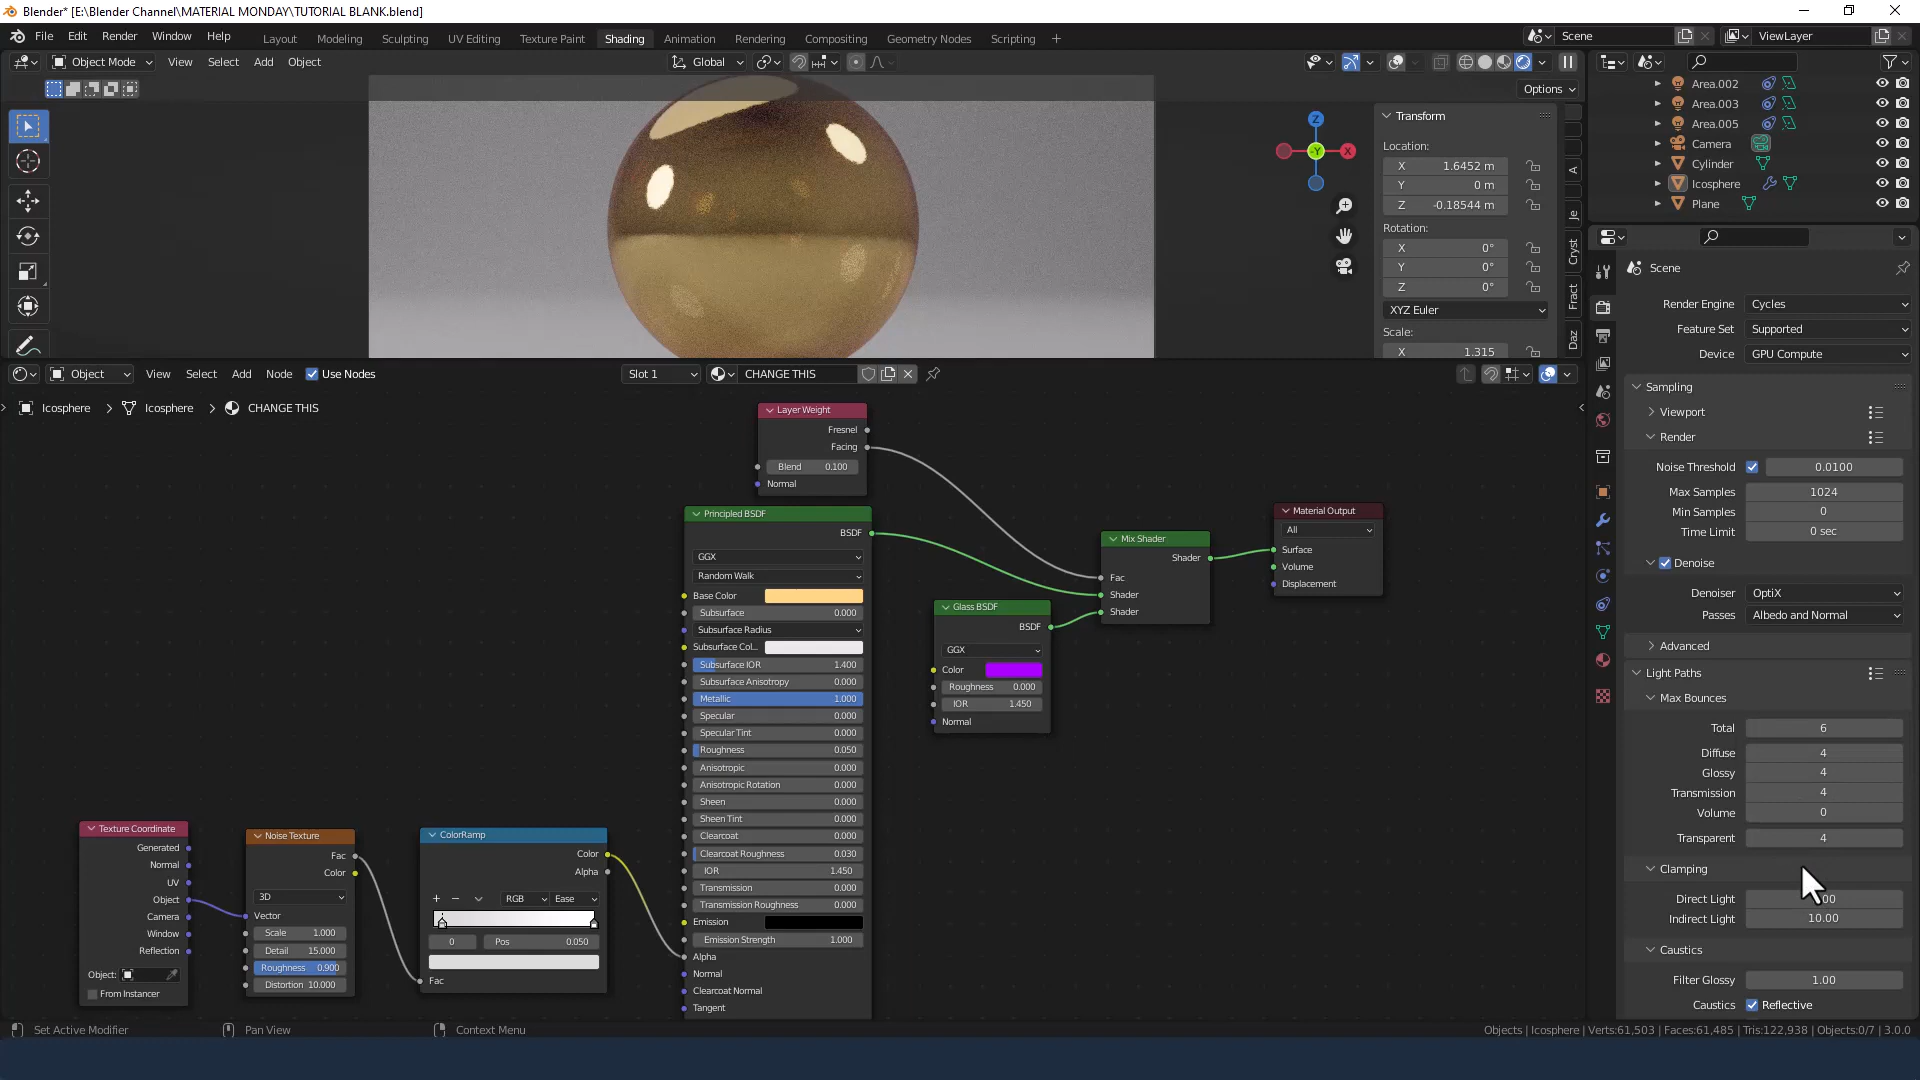 Blender* [E:\Blender Channel\MATERIAL MONDAY\TUTORIAL BLANK.blend]
File Edit Render Window Help Layout Modeling Sculpting UV Editing Texture Paint Shading Animation Rendering Compositing Geometry Nodes Scripting + Scene ViewLayer
Object Mode View Select Add Object Global
Options
Area.002
Area.003
Area.005
Camera
Cylinder
Icosphere
Plane
Z
-Y
X
Transform
Location:
X 1.6452 m
Y 0 m
Z -0.18544 m
Rotation:
X 0°
Y 0°
Z 0°
XYZ Euler
Scale:
X 1.315
A
Je
Cryst
Fract
Daz
Object View Select Add Node Use Nodes Slot 1 CHANGE THIS
Icosphere > Icosphere > CHANGE THIS
Layer Weight
Fresnel
Facing
Blend 0.100
Normal
Principled BSDF
BSDF
GGX
Random Walk
Base Color
Subsurface 0.000
Subsurface Radius
Subsurface Col...
Subsurface IOR 1.400
Subsurface Anisotropy 0.000
Metallic 1.000
Specular 0.000
Specular Tint 0.000
Roughness 0.050
Anisotropic 0.000
Anisotropic Rotation 0.000
Sheen 0.000
Sheen Tint 0.000
Clearcoat 0.000
Clearcoat Roughness 0.030
IOR 1.450
Transmission 0.000
Transmission Roughness 0.000
Emission
Emission Strength 1.000
Alpha
Normal
Clearcoat Normal
Tangent
Glass BSDF
BSDF
GGX
Color
Roughness 0.000
IOR 1.450
Normal
Mix Shader
Shader
Fac
Shader
Shader
Material Output
All
Surface
Volume
Displacement
Texture Coordinate
Generated
Normal
UV
Object
Camera
Window
Reflection
Object:
From Instancer
Noise Texture
Fac
Color
3D
Vector
Scale 1.000
Detail 15.000
Roughness 0.900
Distortion 10.000
ColorRamp
Color
Alpha
+ − RGB Ease
0 Pos 0.050
Fac
Scene
Render Engine Cycles
Feature Set Supported
Device GPU Compute
Sampling
Viewport
Render
Noise Threshold 0.0100
Max Samples 1024
Min Samples 0
Time Limit 0 sec
Denoise
Denoiser OptiX
Passes Albedo and Normal
Advanced
Light Paths
Max Bounces
Total 6
Diffuse 4
Glossy 4
Transmission 4
Volume 0
Transparent 4
Clamping
Direct Light
Indirect Light 10.00
Caustics
Filter Glossy 1.00
Caustics Reflective
Set Active Modifier Pan View Context Menu Objects | Icosphere | Verts:61,503 | Faces:61,485 | Tris:122,938 | Objects:0/7 | 3.0.0